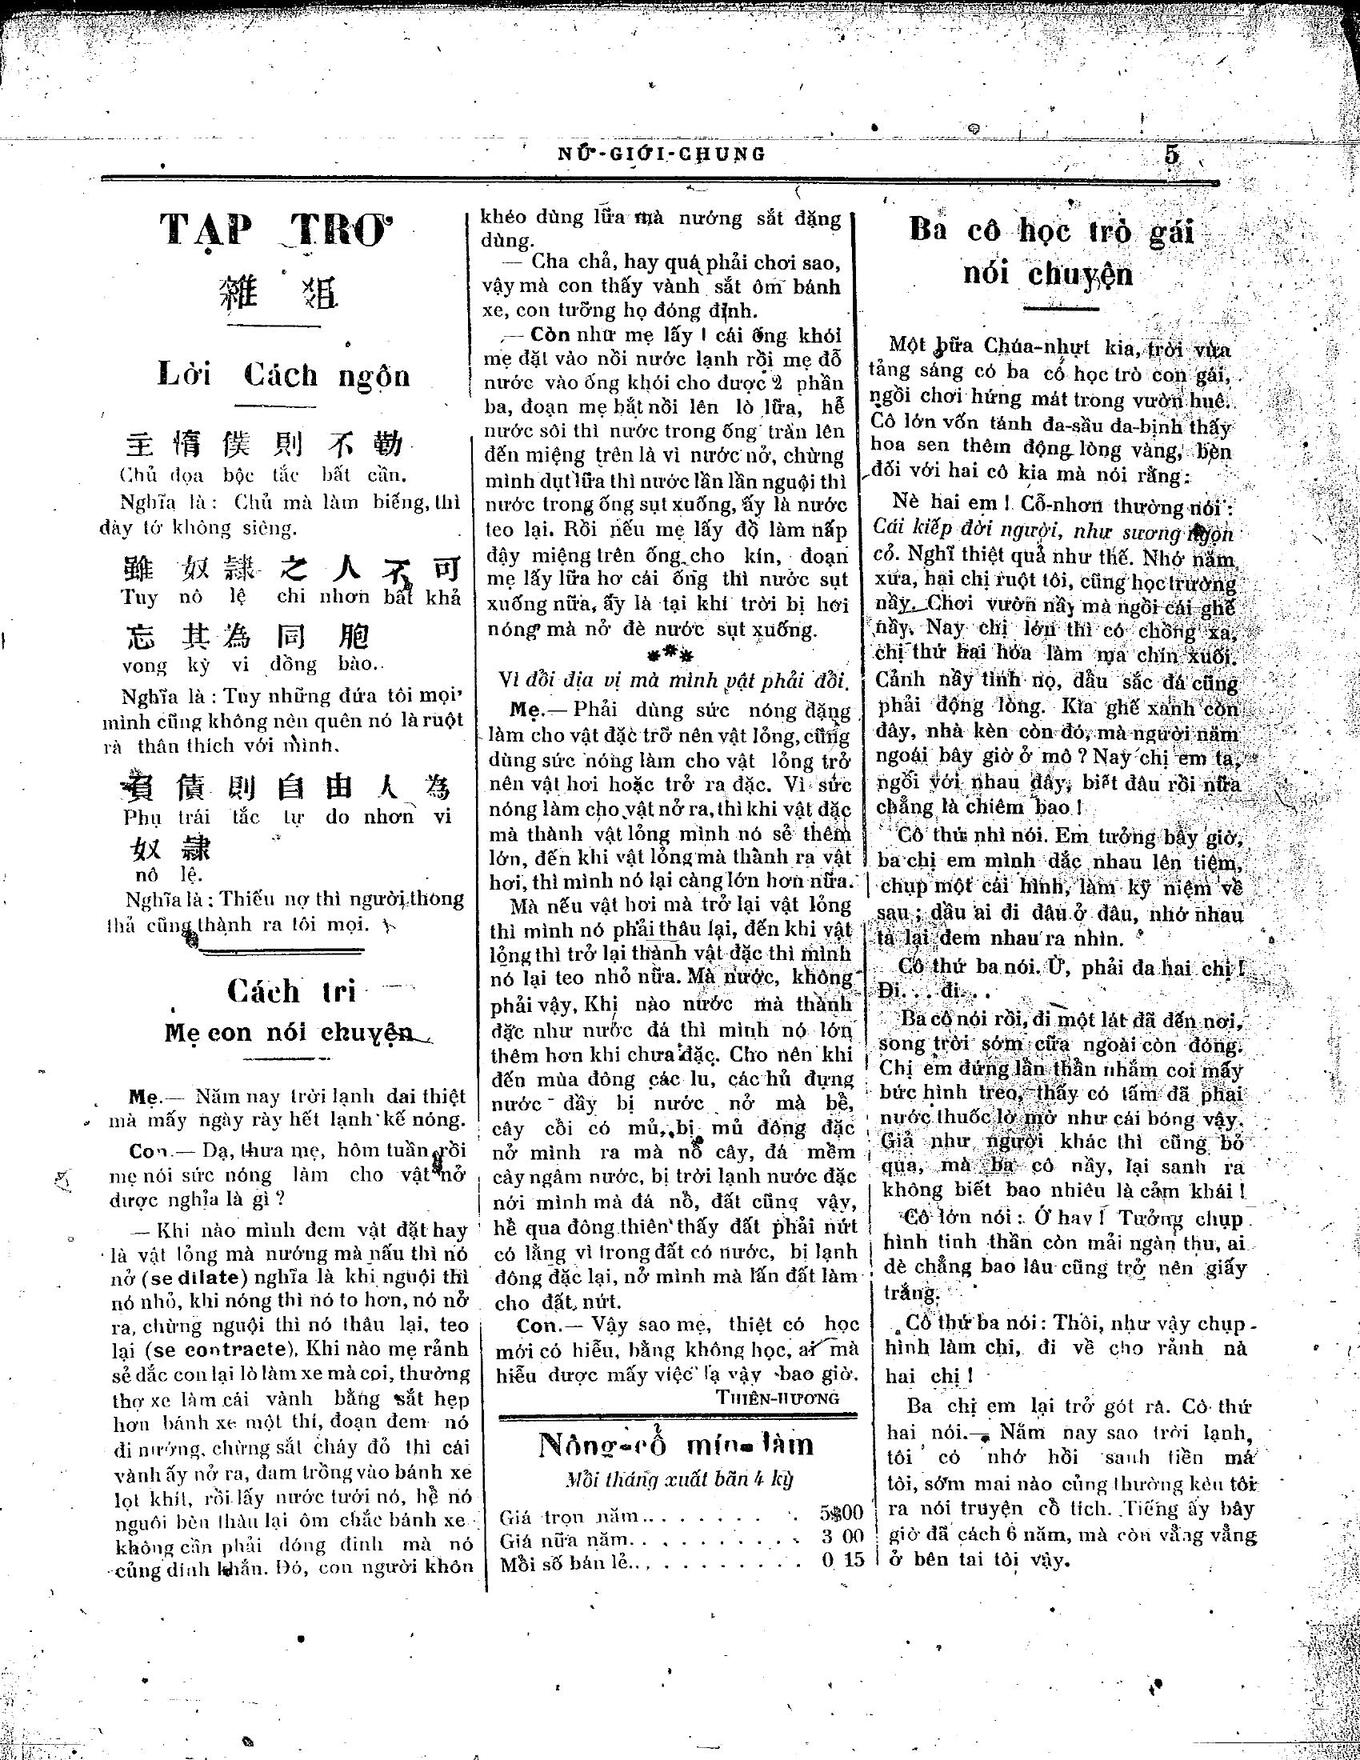 NỮ-GIỚI-CHUNG
5
TẠP TRỞ
雜 俎
Lời Cách ngôn
主 惰 僕 則 不 勤
Chủ đọa bộc tắc bất cần.
Nghĩa là : Chủ mà làm biếng, thì
đày tớ không siêng.
雖 奴 隷 之 人 不 可
Tuy nô lệ chi nhơn bất khả
忘 其 為 同 胞
vong kỳ vi đồng bào.
Nghĩa là : Tuy những đứa tôi mọi
mình cũng không nên quên nó là ruột
rà thân thích với mình.
負 債 則 自 由 人 為
Phụ trái tắc tự do nhơn vi
奴 隷
nô lệ.
Nghĩa là : Thiếu nợ thì người thong
thả cũng thành ra tôi mọi.
Cách trí
Mẹ con nói chuyện
Mẹ.— Năm nay trời lạnh dai thiệt
mà mấy ngày rày hết lạnh kế nóng.
Con.— Dạ, thưa mẹ, hôm tuần rồi
mẹ nói sức nóng làm cho vật nở
được nghĩa là gì ?
— Khi nào mình đem vật đặt hay
là vật lỏng mà nướng mà nấu thì nó
nở (se dilate) nghĩa là khi nguội thì
nó nhỏ, khi nóng thì nó to hơn, nó nở
ra, chừng nguội thì nó thâu lại, teo
lại (se contracte). Khi nào mẹ rảnh
sẻ dắc con lại lò làm xe mà coi, thường
thợ xe làm cái vành bằng sắt hẹp
hơn bánh xe một thí, đoạn đem nó
đi nướng, chừng sắt cháy đỏ thì cái
vành ấy nở ra, đam trồng vào bánh xe
lọt khít, rồi lấy nước tưới nó, hễ nó
nguôi bèn thàu lại ôm chắc bánh xe
không cần phải đóng đinh mà nó
cũng dính khắn. Đó, con người khôn
khéo dùng lửa mà nướng sắt đặng
dùng.
— Cha chả, hay quá phải chơi sao,
vậy mà con thấy vành sắt ôm bánh
xe, con tưởng họ đóng đinh.
— Còn như mẹ lấy 1 cái ống khói
mẹ đặt vào nồi nước lạnh rồi mẹ đỗ
nước vào ống khói cho được 2 phần
ba, đoạn mẹ bắt nồi lên lò lửa, hễ
nước sôi thì nước trong ống tràn lên
đến miệng trên là vì nước nở, chừng
mình dụt lửa thì nước lần lần nguội thì
nước trong ống sụt xuống, ấy là nước
teo lại. Rồi nếu mẹ lấy đồ làm nắp
dậy miệng trên ống cho kín, đoạn
mẹ lấy lửa hơ cái ống thì nước sụt
xuống nữa, ấy là tại khí trời bị hơi
nóng mà nở đè nước sụt xuống.
***
Vì đổi địa vị mà mình vật phải đổi.
Mẹ.— Phải dùng sức nóng đặng
làm cho vật đặc trở nên vật lỏng, cũng
dùng sức nóng làm cho vật lỏng trở
nên vật hơi hoặc trở ra đặc. Vì sức
nóng làm cho vật nở ra, thì khi vật đặc
mà thành vật lỏng mình nó sẻ thêm
lớn, đến khi vật lỏng mà thành ra vật
hơi, thì mình nó lại càng lớn hơn nữa.
Mà nếu vật hơi mà trở lại vật lỏng
thì mình nó phải thâu lại, đến khi vật
lỏng thì trở lại thành vật đặc thì mình
nó lại teo nhỏ nữa. Mà nước, không
phải vậy, Khi nào nước mà thành
đặc như nước đá thì mình nó lớn
thêm hơn khi chưa đặc. Cho nên khi
đến mùa đông các lu, các hủ đựng
nước đầy bị nước nở mà bể,
cây cối có mủ, bị mủ đông đặc
nở mình ra mà nổ cây, đá mềm
cày ngâm nước, bị trời lạnh nước đặc
nới mình mà đá nổ, đất cũng vậy,
hề qua đông thiên thấy đất phải nứt
có lằng vì trong đất có nước, bị lạnh
đông đặc lại, nở mình mà lấn đất làm
cho đất nứt.
Con.— Vậy sao mẹ, thiệt có học
mới có hiểu, bằng không học, ai mà
hiểu được mấy việc lạ vậy bao giờ.
THIÊN-HƯƠNG
Nông-cổ mín-đàm
Mỗi tháng xuất bãn 4 kỳ
Giá trọn năm . . . . . . . 5$00
Giá nữa năm . . . . . . . . 3 00
Mỗi số bán lẻ . . . . . . . 0 15
Ba cô học trò gái
nói chuyện
Một bữa Chúa-nhựt kia, trời vừa
tảng sáng có ba cố học trò con gái,
ngồi chơi hứng mát trong vườn huê.
Cô lớn vốn tánh đa-sầu đa-bịnh thấy
hoa sen thêm động lòng vàng, bèn
đối với hai cô kia mà nói rằng :
Nè hai em ! Cỗ-nhơn thường nói :
Cái kiếp đời người, như sương ngọn
cỏ. Nghĩ thiệt quả như thế. Nhớ năm
xưa, hai chị ruột tôi, cũng học trường
nầy. Chơi vườn nầy mà ngồi cái ghế
nầy. Nay chị lớn thì có chồng xa,
chị thứ hai hóa làm ma chín xuối.
Cảnh nầy tình nọ, dầu sắc đá cũng
phải động lòng. Kìa ghế xanh còn
đây, nhà kèn còn đó, mà người năm
ngoái bây giờ ở mô ? Nay chị em ta,
ngồi với nhau đây, biết đâu rồi nữa
chẳng là chiêm bao !
Cô thứ nhì nói. Em tưởng bây giờ,
ba chị em mình dắc nhau lên tiệm,
chụp một cái hình, làm kỷ niệm về
sau ; dầu ai đi đâu ở đâu, nhớ nhau
ta lại đem nhau ra nhìn.
Cô thứ ba nói. Ừ, phải đa hai chị !
Đi... đi...
Ba cô nói rồi, đi một lát đã đến nơi,
song trời sớm cữa ngoài còn đóng.
Chị em đứng lần thần nhắm coi mấy
bức hình treo, thấy có tấm đã phai
nước thuốc lờ mờ như cái bóng vậy.
Giả như người khác thì cũng bỏ
qua, mà ba cô nầy, lại sanh ra
không biết bao nhiêu là cảm khái !
Cô lớn nói : Ớ hay ! Tưởng chụp
hình tinh thần còn mải ngàn thu, ai
dè chẳng bao lâu cũng trở nên giấy
trắng.
Cô thứ ba nói : Thôi, như vậy chụp
hình làm chi, đi về cho rảnh nà
hai chị !
Ba chị em lại trở gót ra. Cô thứ
hai nói.— Năm nay sao trời lạnh,
tôi có nhớ hồi sanh tiền má
tôi, sớm mai nào củng thường kêu tôi
ra nói truyện cỗ tích. Tiếng ấy bây
giờ đã cách 6 năm, mà còn vẳng vẳng
ở bên tai tôi vậy.